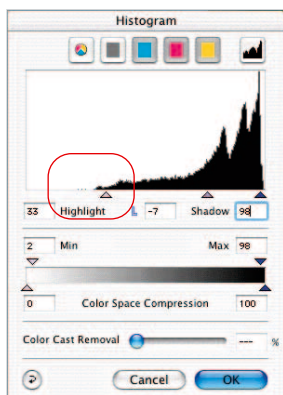 Histogram
33 Highlight -7 Shadow 98
2 Min Max 98
0 Color Space Compression 100
Color Cast Removal --- %
Cancel OK